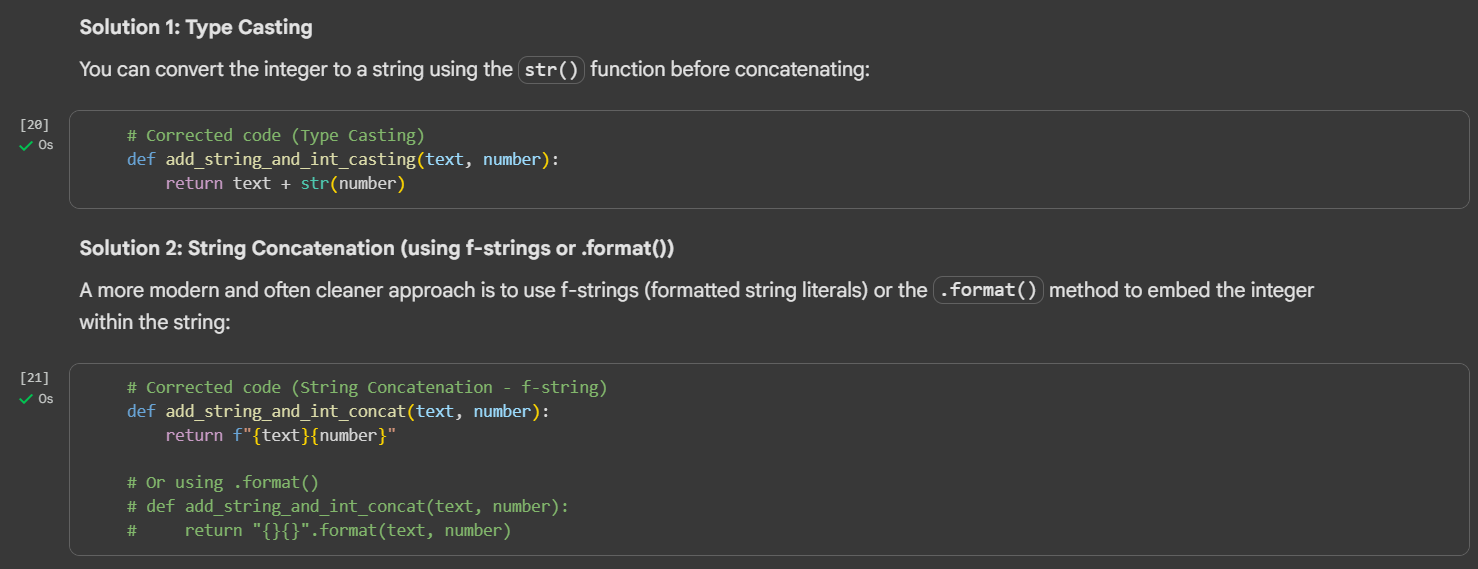 Solution 1: Type Casting
You can convert the integer to a string using the str() function before concatenating:
[20]
0s
# Corrected code (Type Casting)
def add_string_and_int_casting(text, number):
    return text + str(number)
Solution 2: String Concatenation (using f-strings or .format())
A more modern and often cleaner approach is to use f-strings (formatted string literals) or the .format() method to embed the integer
within the string:
[21]
0s
# Corrected code (String Concatenation - f-string)
def add_string_and_int_concat(text, number):
    return f"{text}{number}"
# Or using .format()
# def add_string_and_int_concat(text, number):
#     return "{}{}".format(text, number)